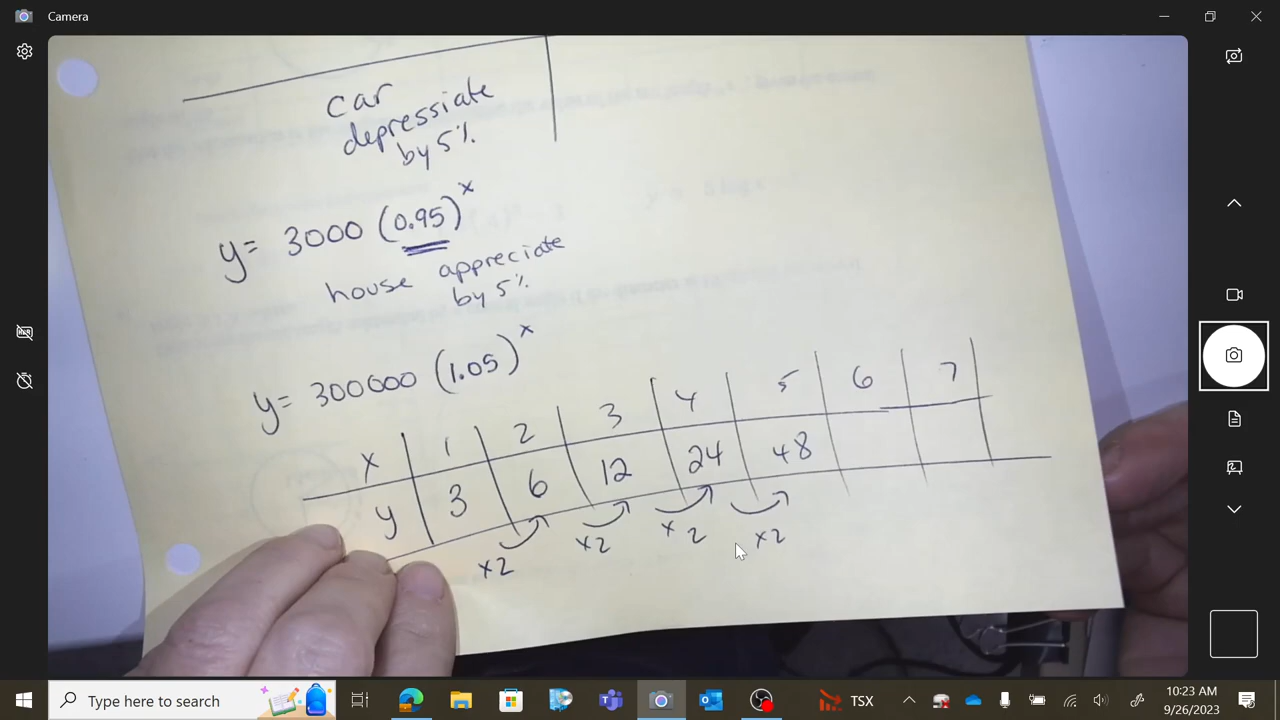 Camera
car
depressiate
by 5%
y = 3000 (0.95)^x
house appreciate
by 5%
y = 300000 (1.05)^x
x 1 2 3 4 5 6 7
y 3 6 12 24 48
x2 x2 x2 x2
Type here to search
TSX
10:23 AM
9/26/2023